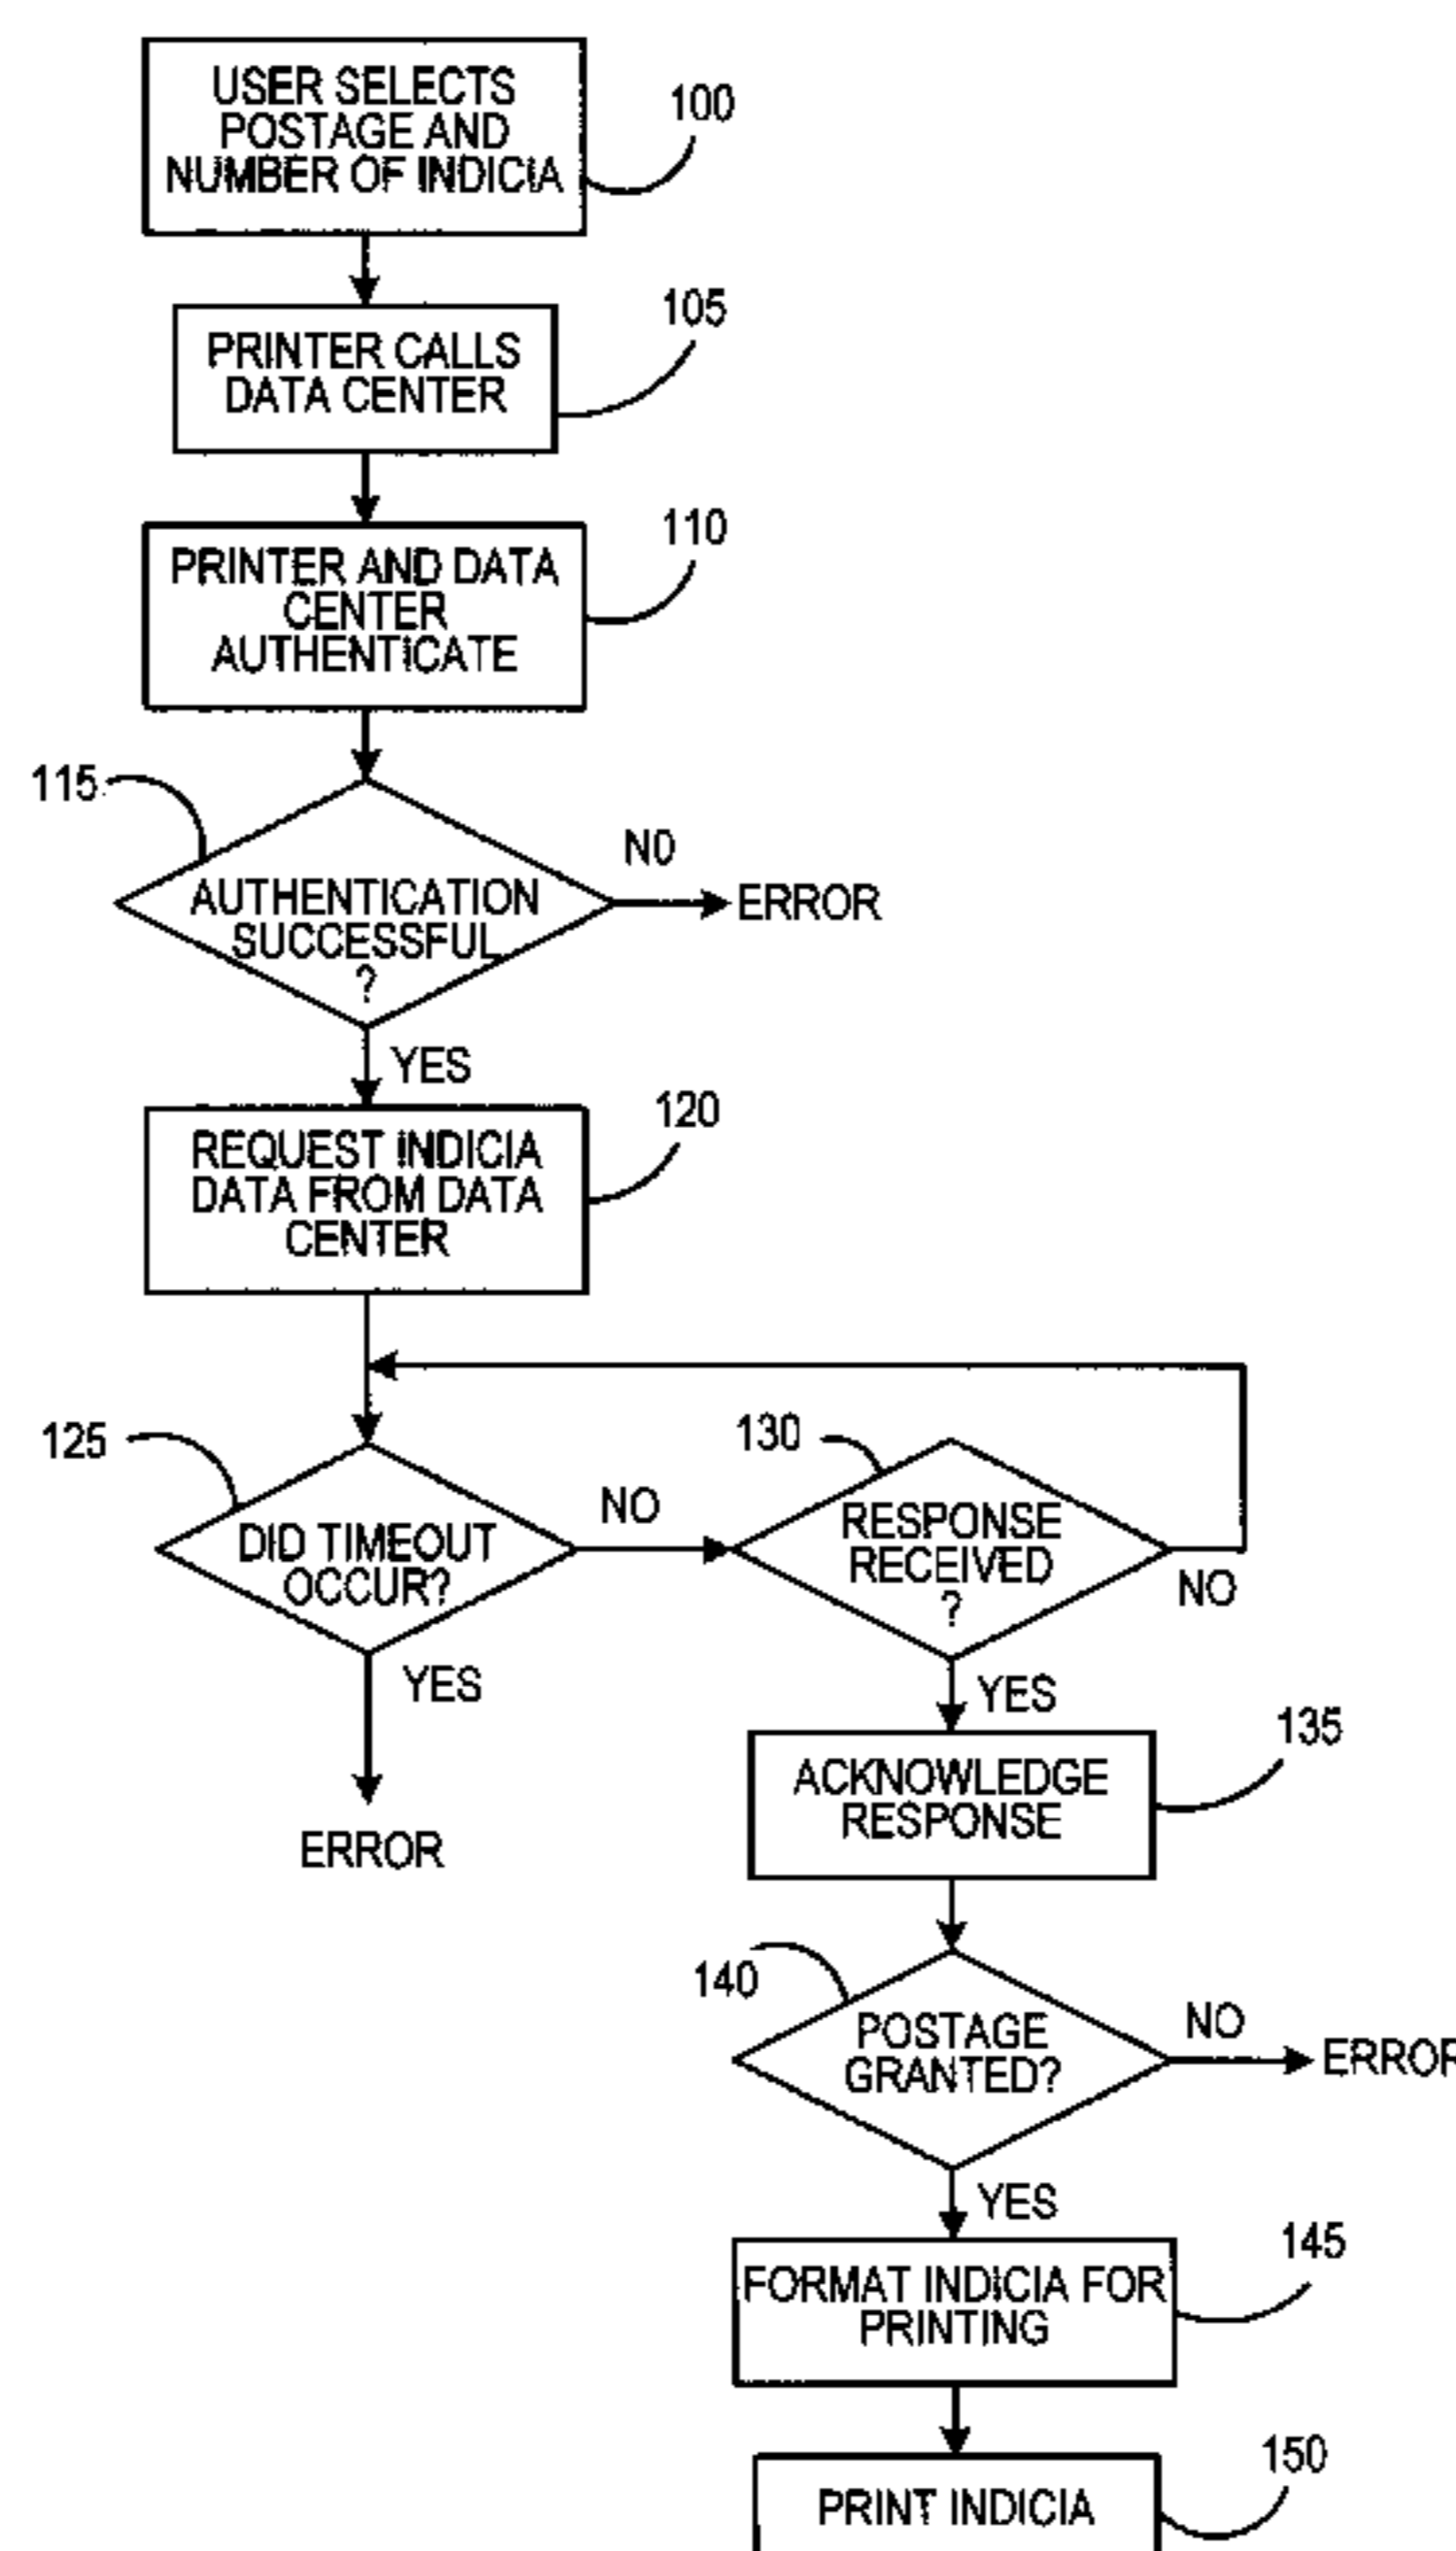 USER SELECTS
POSTAGE AND
NUMBER OF INDICIA
100
PRINTER CALLS
DATA CENTER
105
PRINTER AND DATA
CENTER
AUTHENTICATE
110
115
AUTHENTICATION
SUCCESSFUL
?
N0
ERROR
YES
REQUEST INDICIA
DATA FROM DATA
CENTER
120
125
DID TIMEOUT
OCCUR?
NO
130
RESPONSE
RECEIVED
?
NO
YES
ERROR
YES
ACKNOWLEDGE
RESPONSE
135
140
POSTAGE
GRANTED?
NO
ERROR
YES
FORMAT INDICIA FOR
PRINTING
145
PRINT INDICIA
150